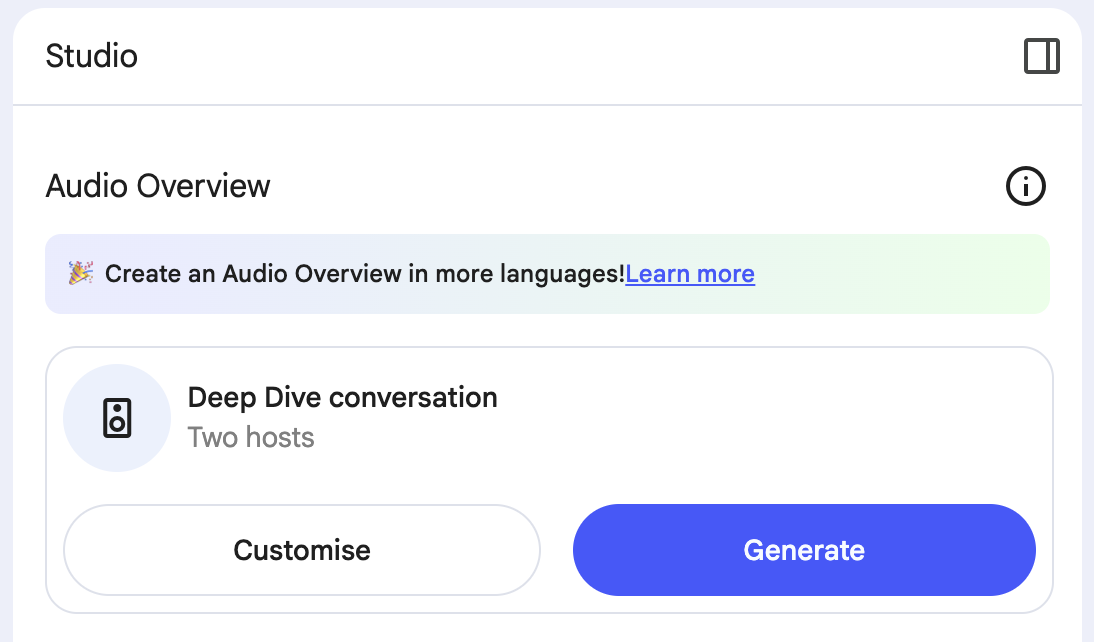 Studio
Audio Overview
🎉 Create an Audio Overview in more languages!Learn more
Deep Dive conversation
Two hosts
Customise
Generate